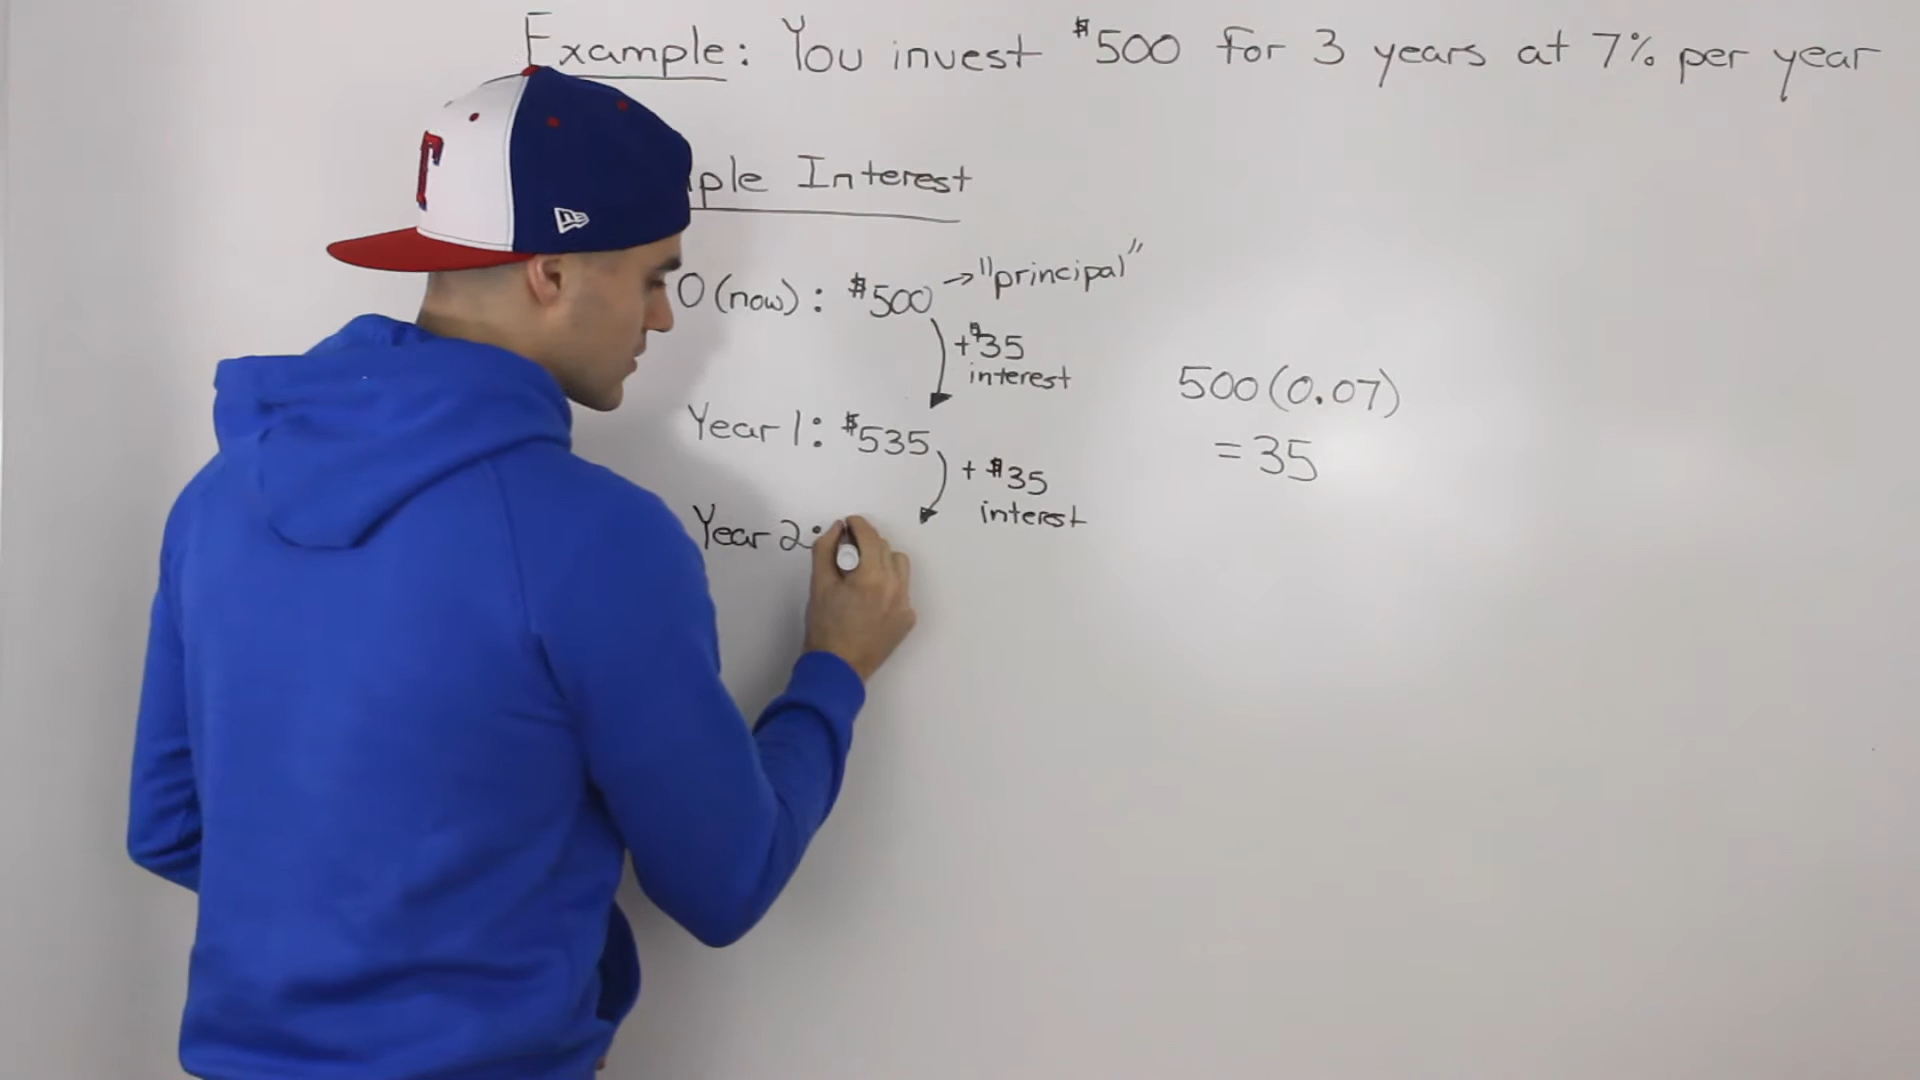 Example: You invest $500 for 3 years at 7% per year
Interest
0 (now): $500 → "principal"
+$35
interest
500(0.07)
= 35
Year 1: $535
+ $35
interest
Year 2: